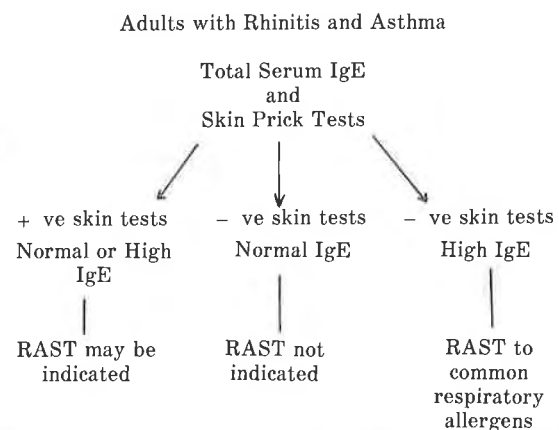 Adults with Rhinitis and Asthma
Total Serum IgE
and
Skin Prick Tests
+ ve skin tests
Normal or High
IgE
− ve skin tests
Normal IgE
− ve skin tests
High IgE
RAST may be
indicated
RAST not
indicated
RAST to
common
respiratory
allergens